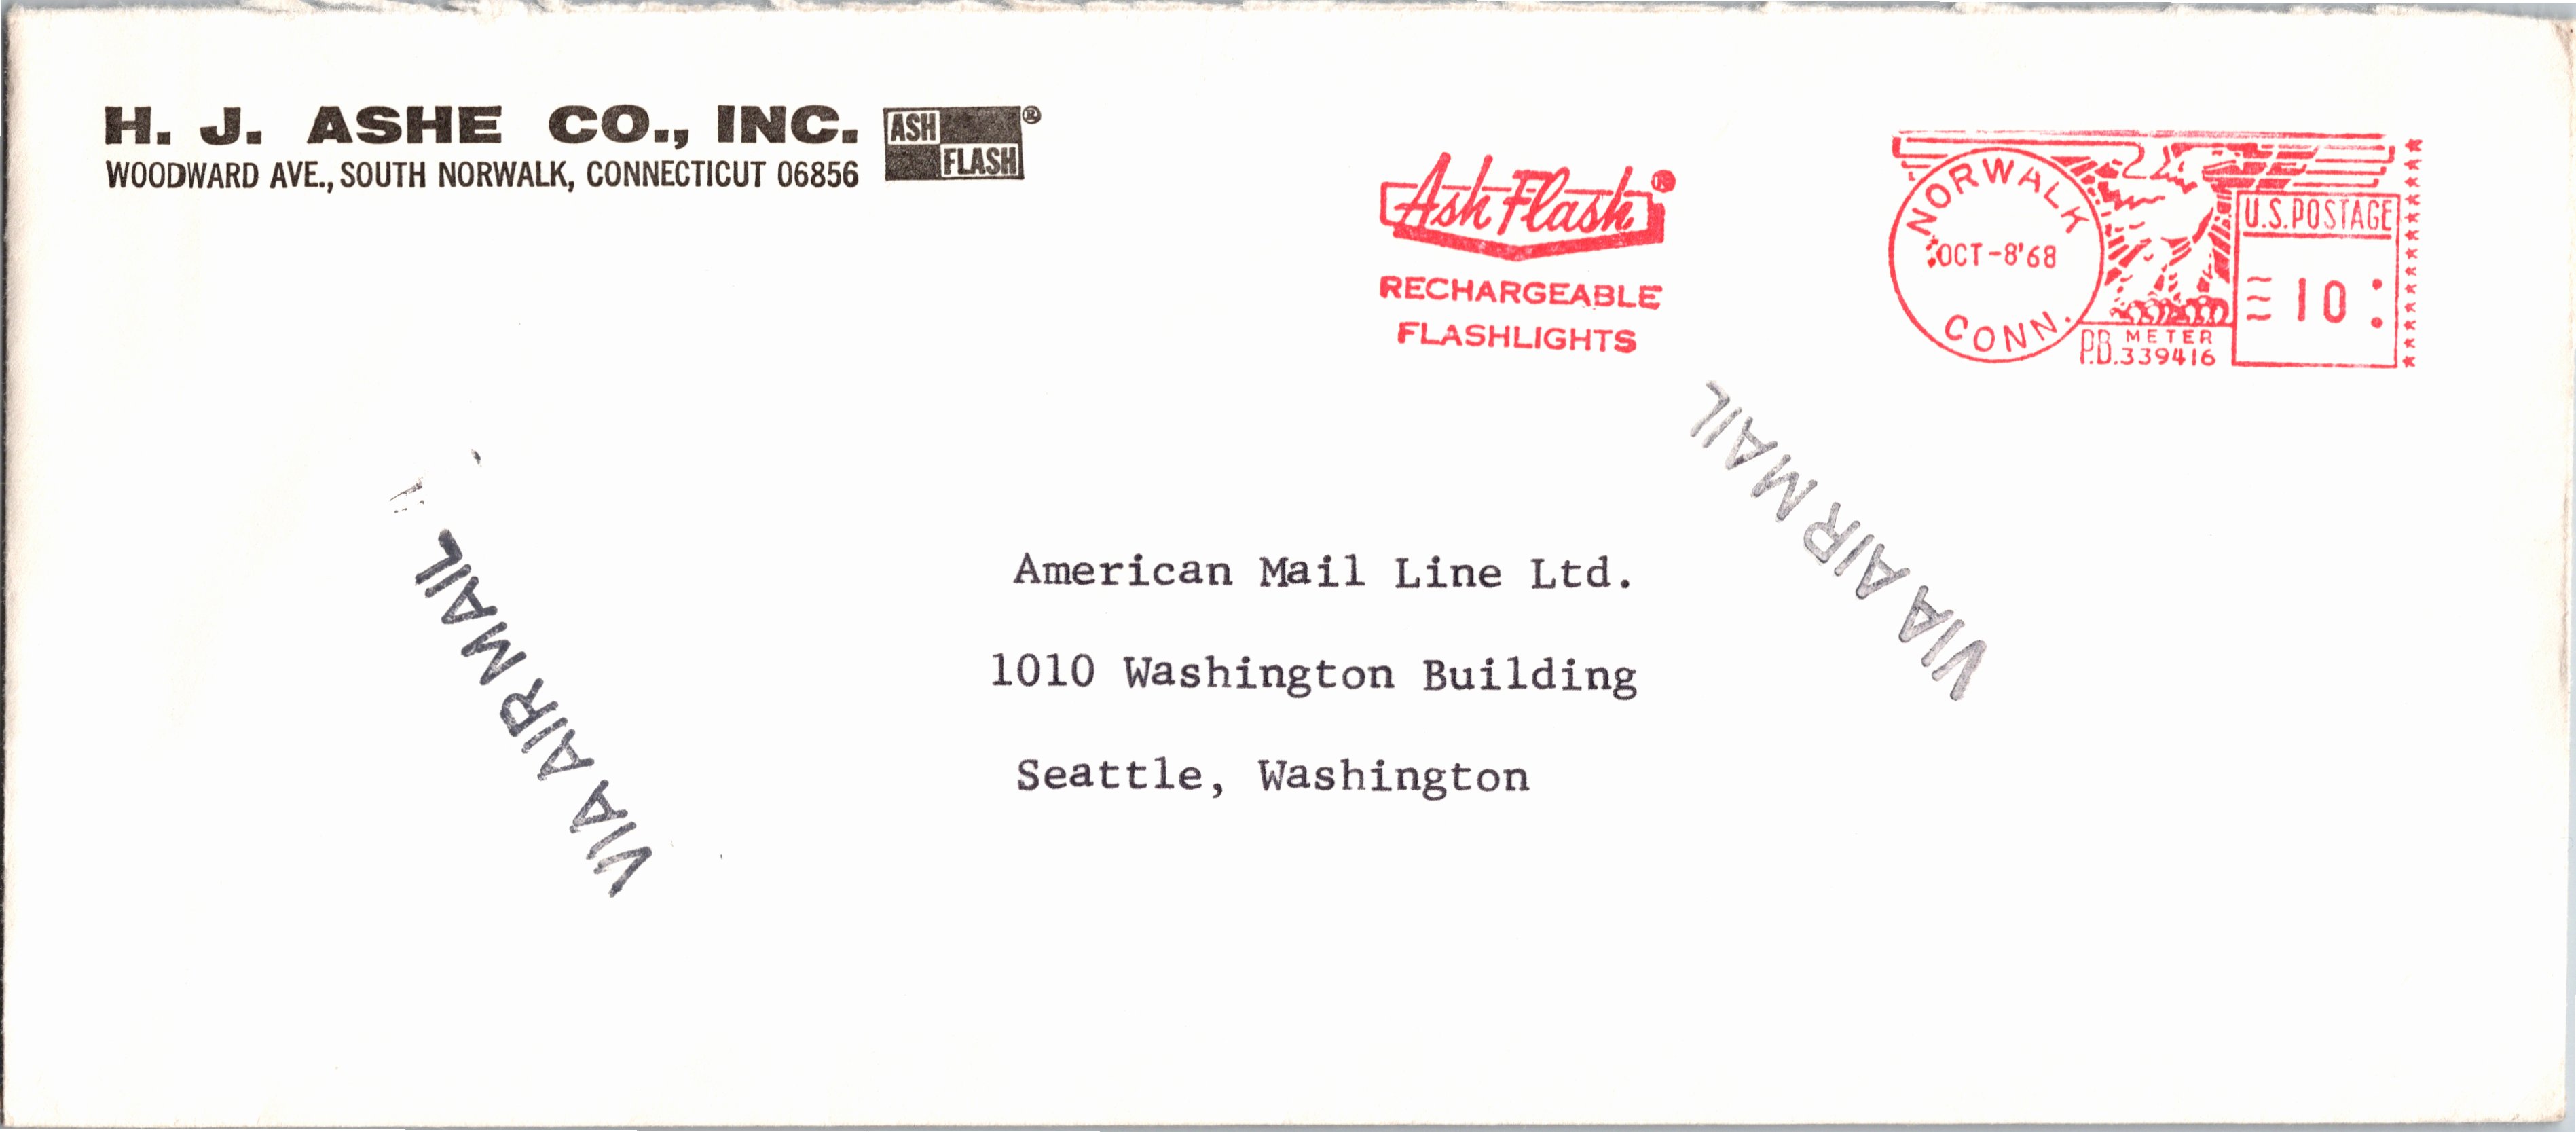 H. J. ASHE CO., INC.
WOODWARD AVE., SOUTH NORWALK, CONNECTICUT 06856
ASH
FLASH
®
Ash Flash ®
RECHARGEABLE
FLASHLIGHTS
NORWALK
OCT -8'68
CONN.
U.S. POSTAGE
10
P.B. METER
339416
VIA AIR MAIL
VIA AIR MAIL
American Mail Line Ltd.
1010 Washington Building
Seattle, Washington